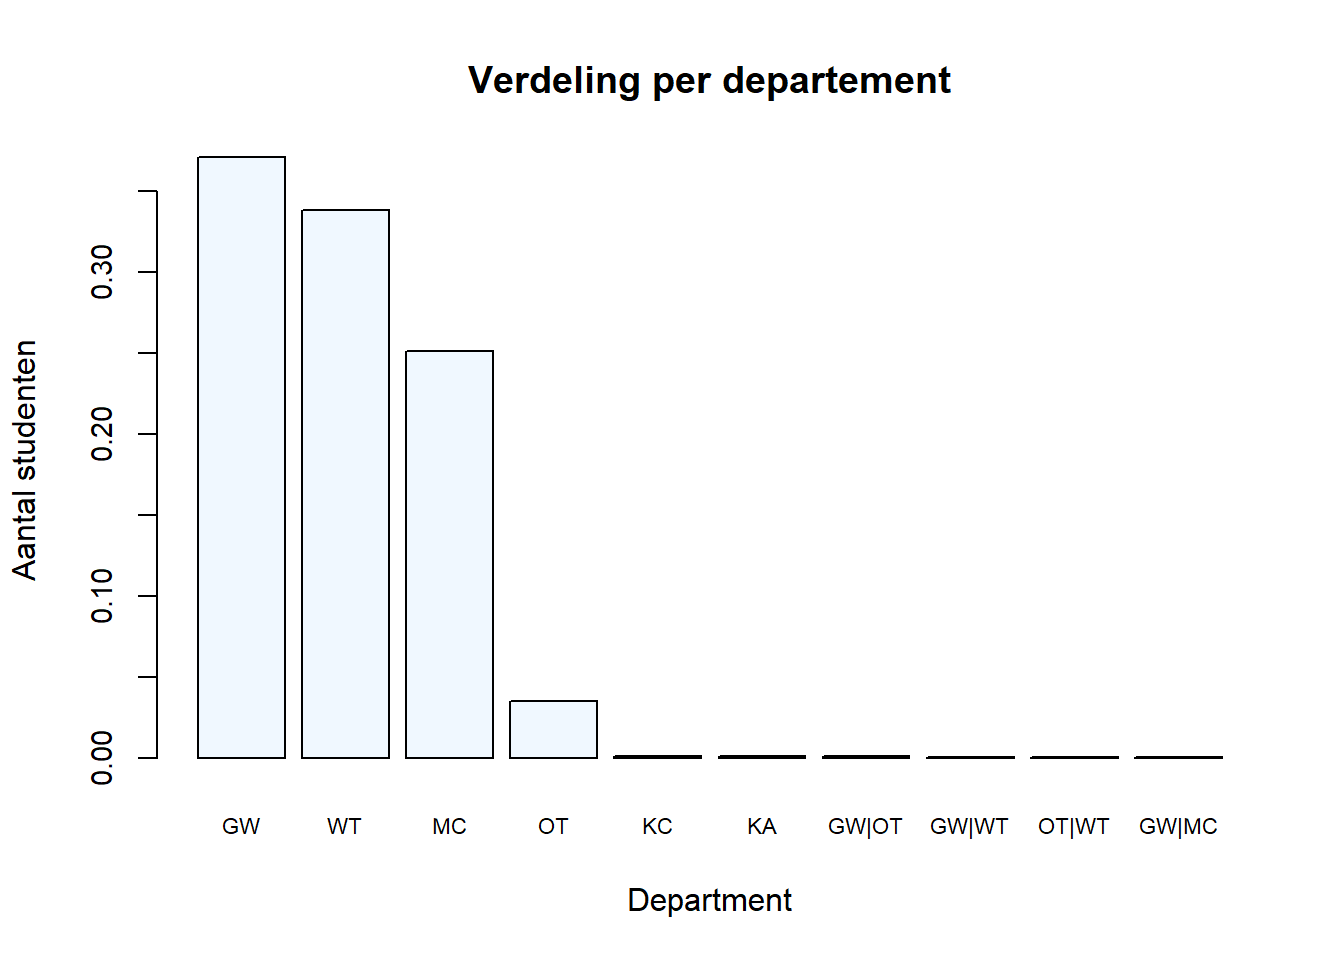 Verdeling per departement
Aantal studenten
0.30
0.20
0.10
0.00
GW WT MC OT KC KA GW|OT GW|WT OT|WT GW|MC
Department